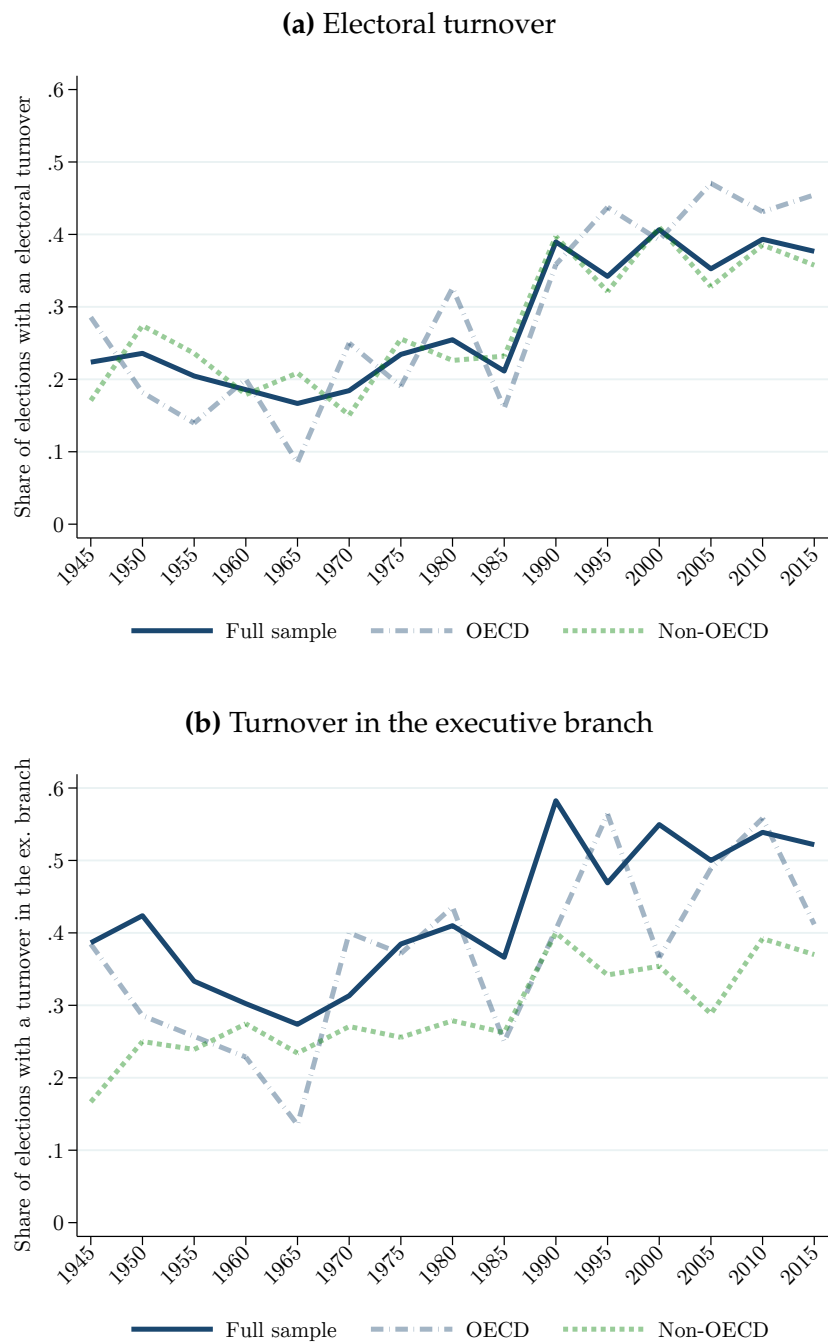 (a) Electoral turnover
Share of elections with an electoral turnover
.6
.5
.4
.3
.2
.1
0
1945 1950 1955 1960 1965 1970 1975 1980 1985 1990 1995 2000 2005 2010 2015
Full sample OECD Non-OECD
(b) Turnover in the executive branch
Share of elections with a turnover in the ex. branch
.6
.5
.4
.3
.2
.1
0
1945 1950 1955 1960 1965 1970 1975 1980 1985 1990 1995 2000 2005 2010 2015
Full sample OECD Non-OECD